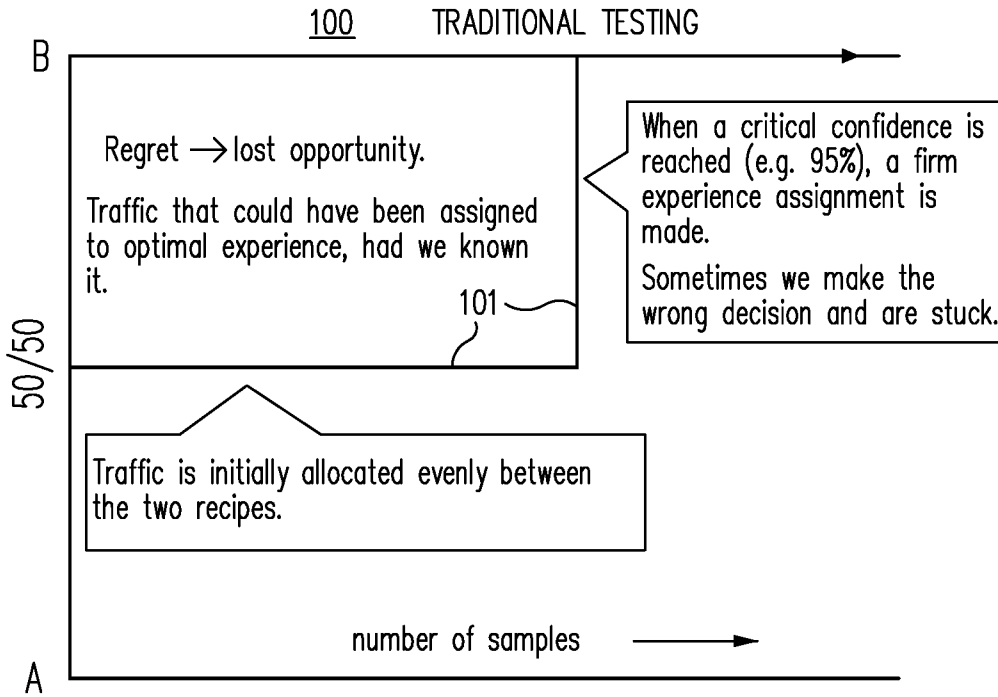 100 TRADITIONAL TESTING
B
Regret → lost opportunity.
Traffic that could have been assigned
to optimal experience, had we known
it.
101
When a critical confidence is
reached (e.g. 95%), a firm
experience assignment is
made.
Sometimes we make the
wrong decision and are stuck.
50/50
Traffic is initially allocated evenly between
the two recipes.
number of samples
A